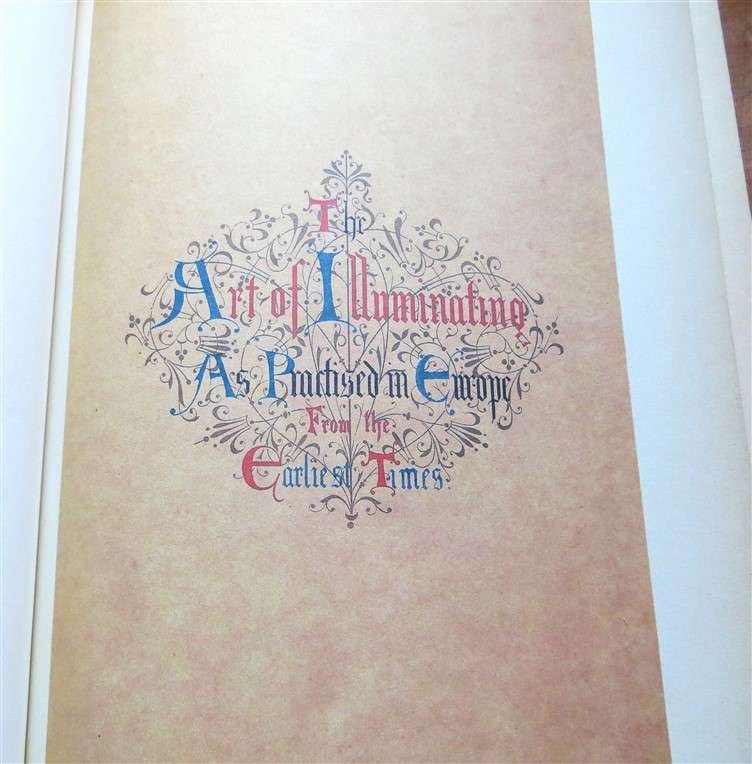 The
Art of Illuminating
As Practised in Europe
From the
Earliest Times.